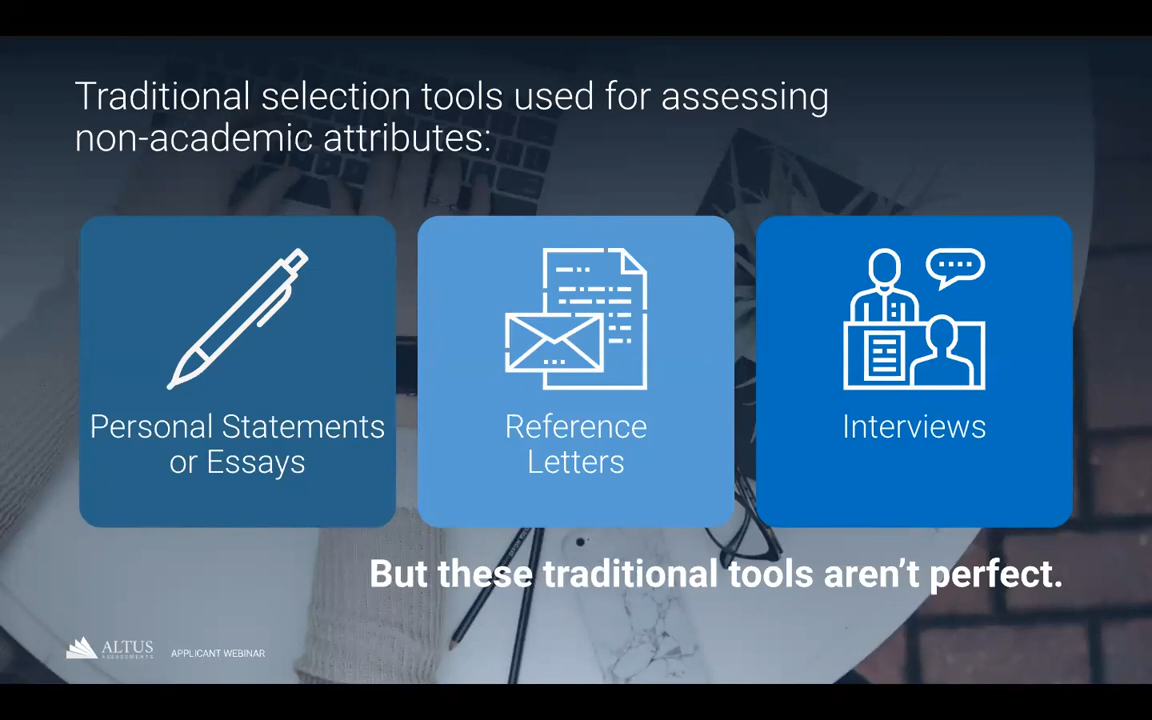 Traditional selection tools used for assessing
non-academic attributes:
Personal Statements
or Essays
Reference
Letters
Interviews
But these traditional tools aren’t perfect.
ALTUS
ASSESSMENTS
APPLICANT WEBINAR